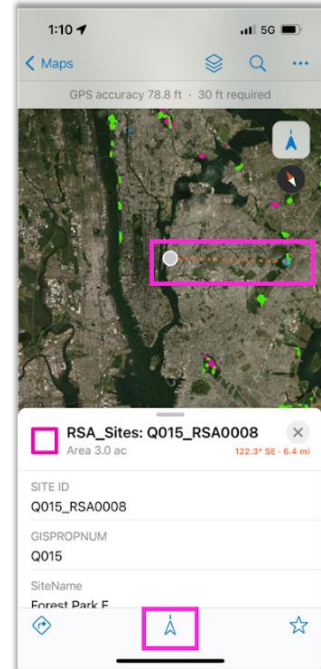 1:10 5G
Maps
GPS accuracy 78.8 ft · 30 ft required
RSA_Sites: Q015_RSA0008
Area 3.0 ac 122.3° SE · 6.4 mi
SITE ID
Q015_RSA0008
GISPROPNUM
Q015
SiteName
Forest Park E